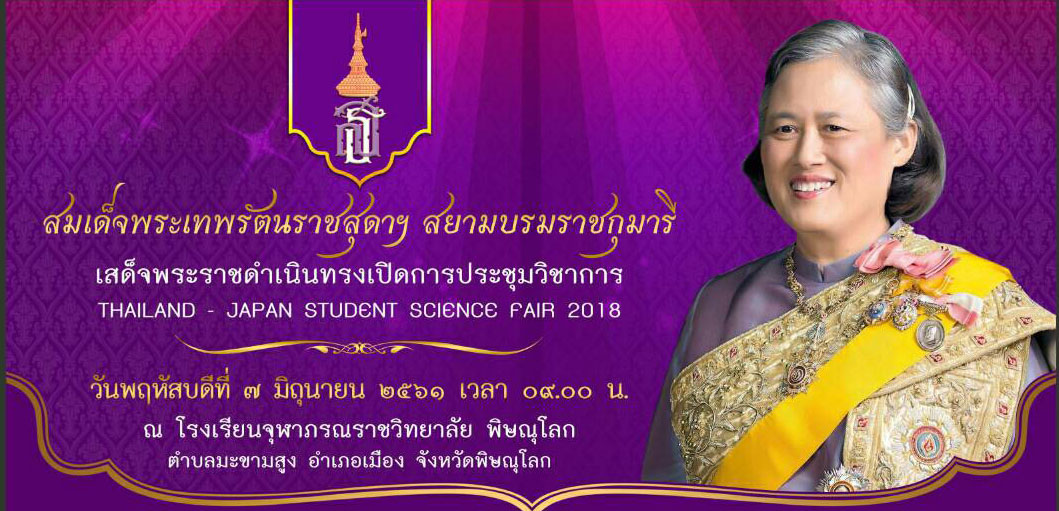 สมเด็จพระเทพรัตนราชสุดาฯ สยามบรมราชกุมารี
เสด็จพระราชดำเนินทรงเปิดการประชุมวิชาการ
THAILAND - JAPAN STUDENT SCIENCE FAIR 2018
วันพฤหัสบดีที่ ๗ มิถุนายน ๒๕๖๑ เวลา ๐๙.๐๐ น.
ณ โรงเรียนจุฬาภรณราชวิทยาลัย พิษณุโลก
ตำบลมะขามสูง อำเภอเมือง จังหวัดพิษณุโลก